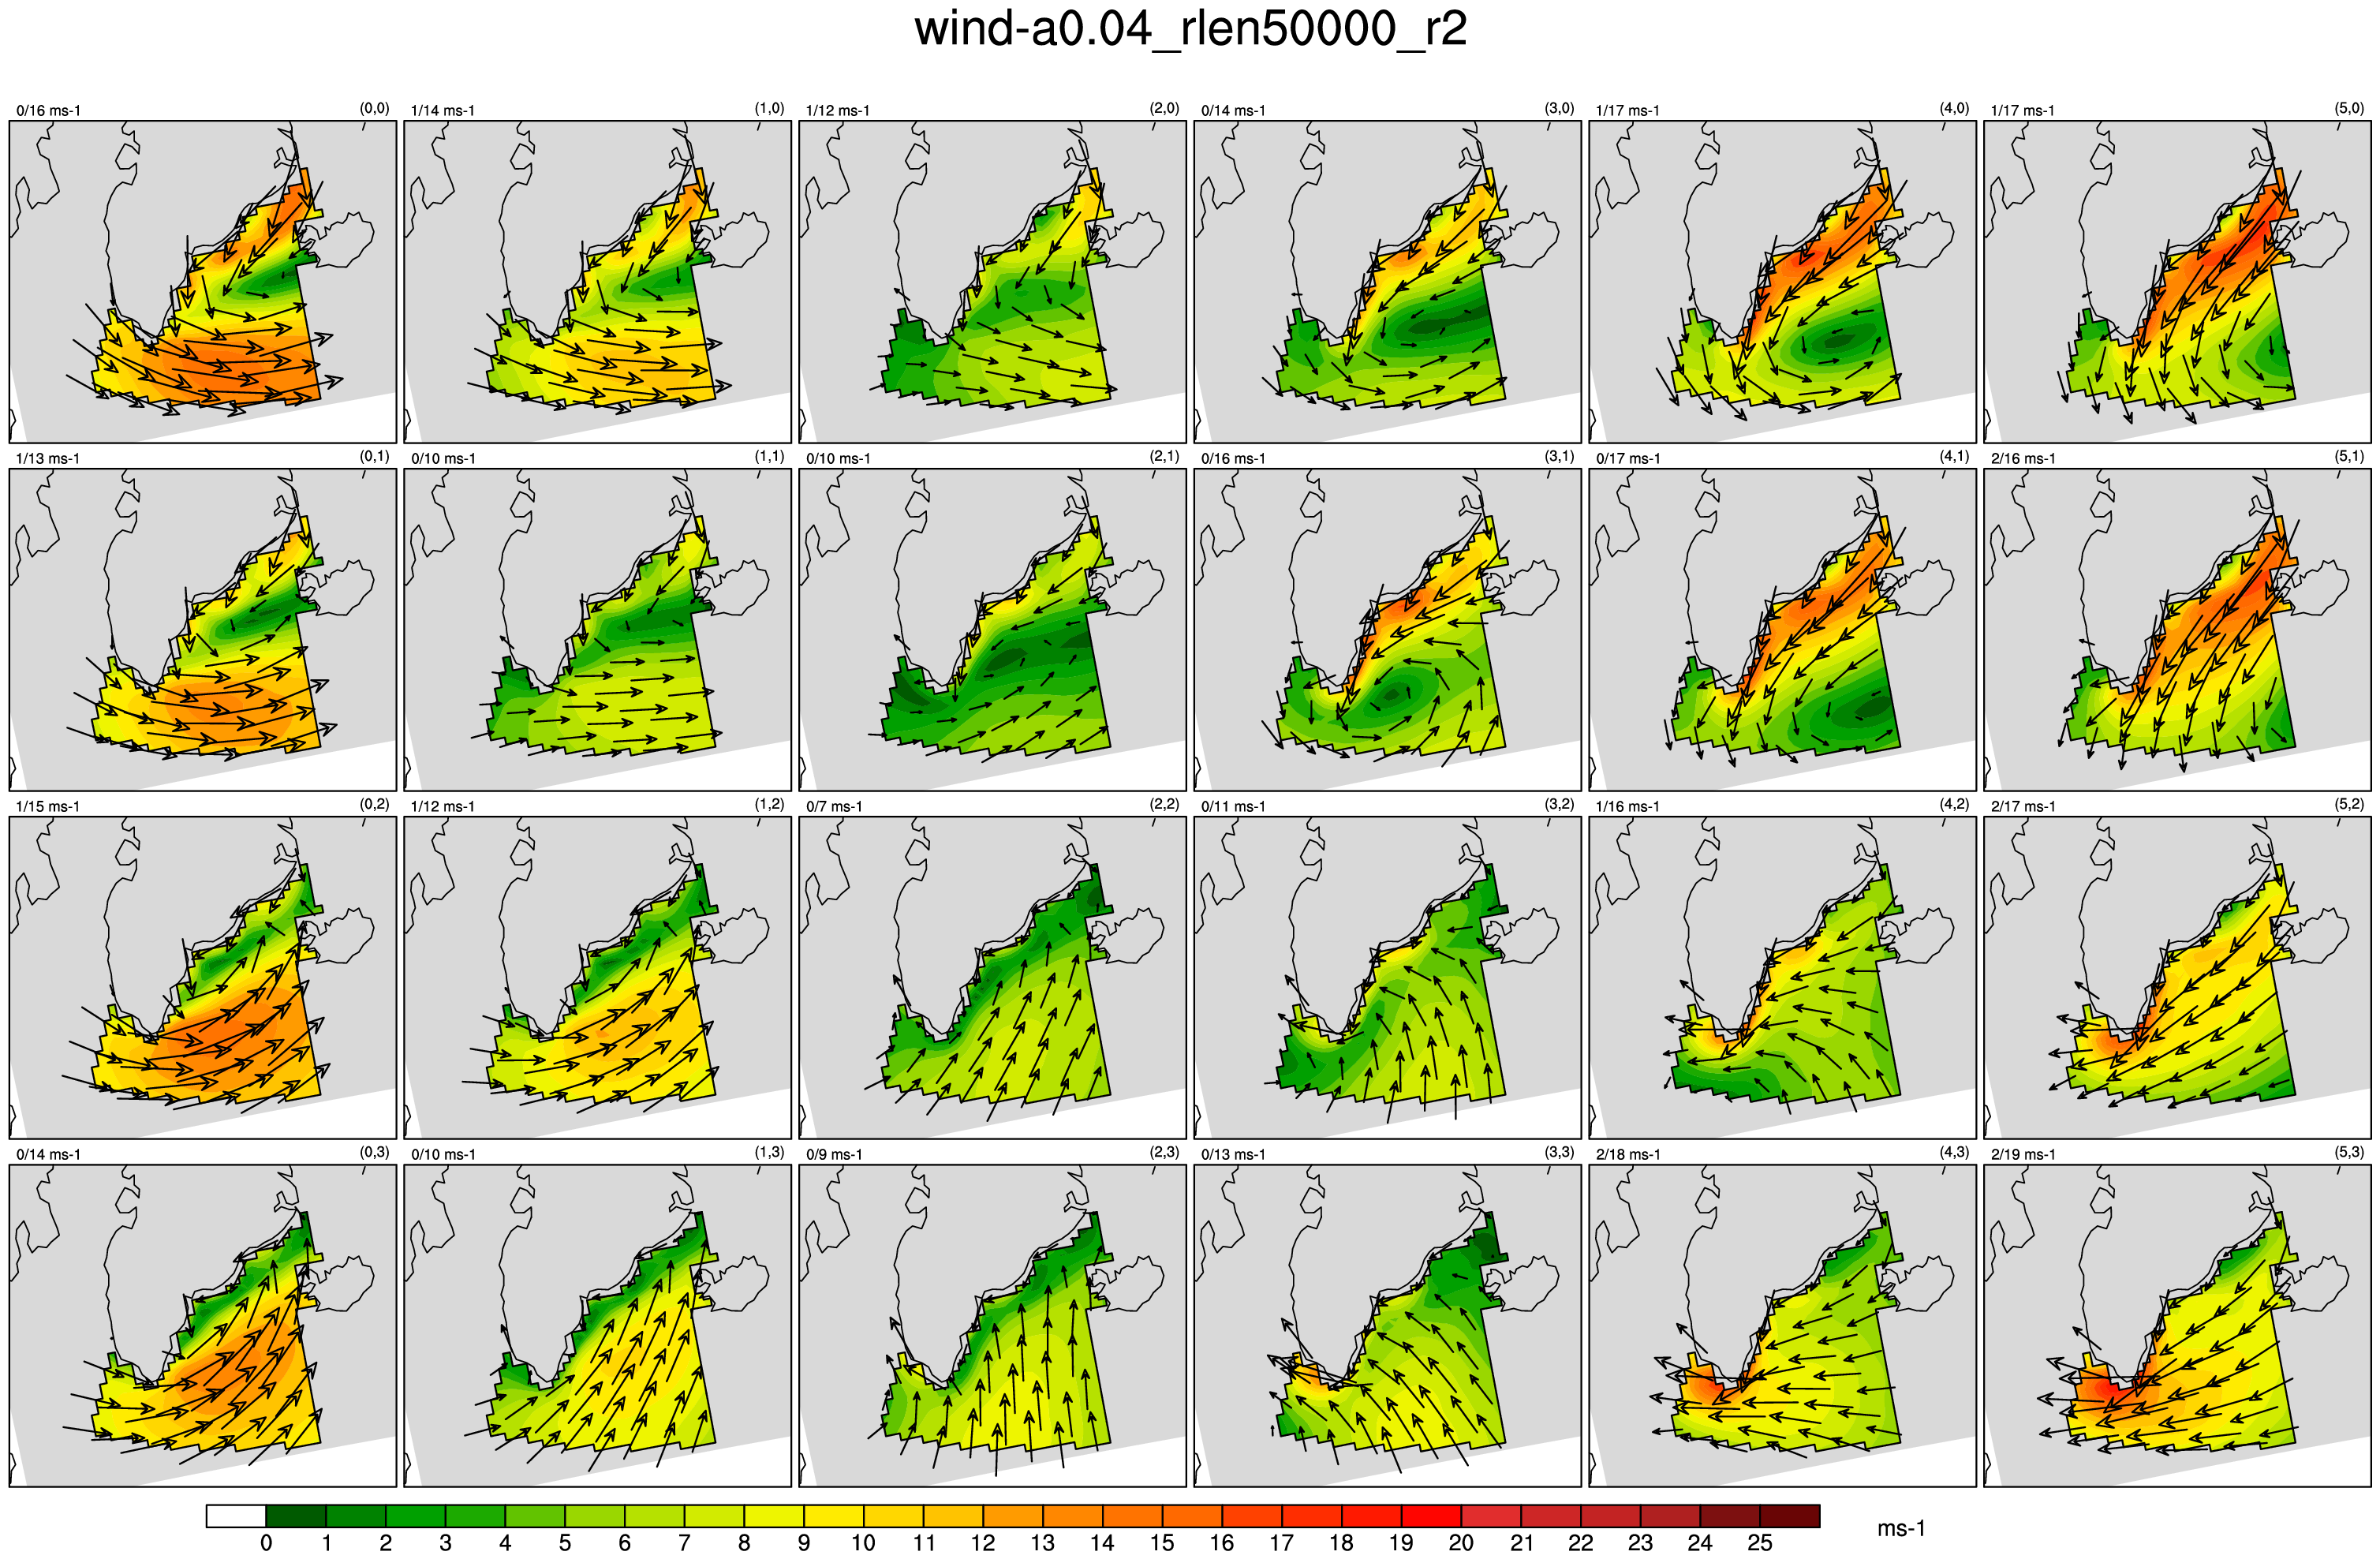 wind-a0.04_rlen50000_r2
0/16 ms-1 (0,0) 1/14 ms-1 (1,0) 1/12 ms-1 (2,0) 0/14 ms-1 (3,0) 1/17 ms-1 (4,0) 1/17 ms-1 (5,0)
1/13 ms-1 (0,1) 0/10 ms-1 (1,1) 0/10 ms-1 (2,1) 0/16 ms-1 (3,1) 0/17 ms-1 (4,1) 2/16 ms-1 (5,1)
1/15 ms-1 (0,2) 1/12 ms-1 (1,2) 0/7 ms-1 (2,2) 0/11 ms-1 (3,2) 1/16 ms-1 (4,2) 2/17 ms-1 (5,2)
0/14 ms-1 (0,3) 0/10 ms-1 (1,3) 0/9 ms-1 (2,3) 0/13 ms-1 (3,3) 2/18 ms-1 (4,3) 2/19 ms-1 (5,3)
0 1 2 3 4 5 6 7 8 9 10 11 12 13 14 15 16 17 18 19 20 21 22 23 24 25 ms-1